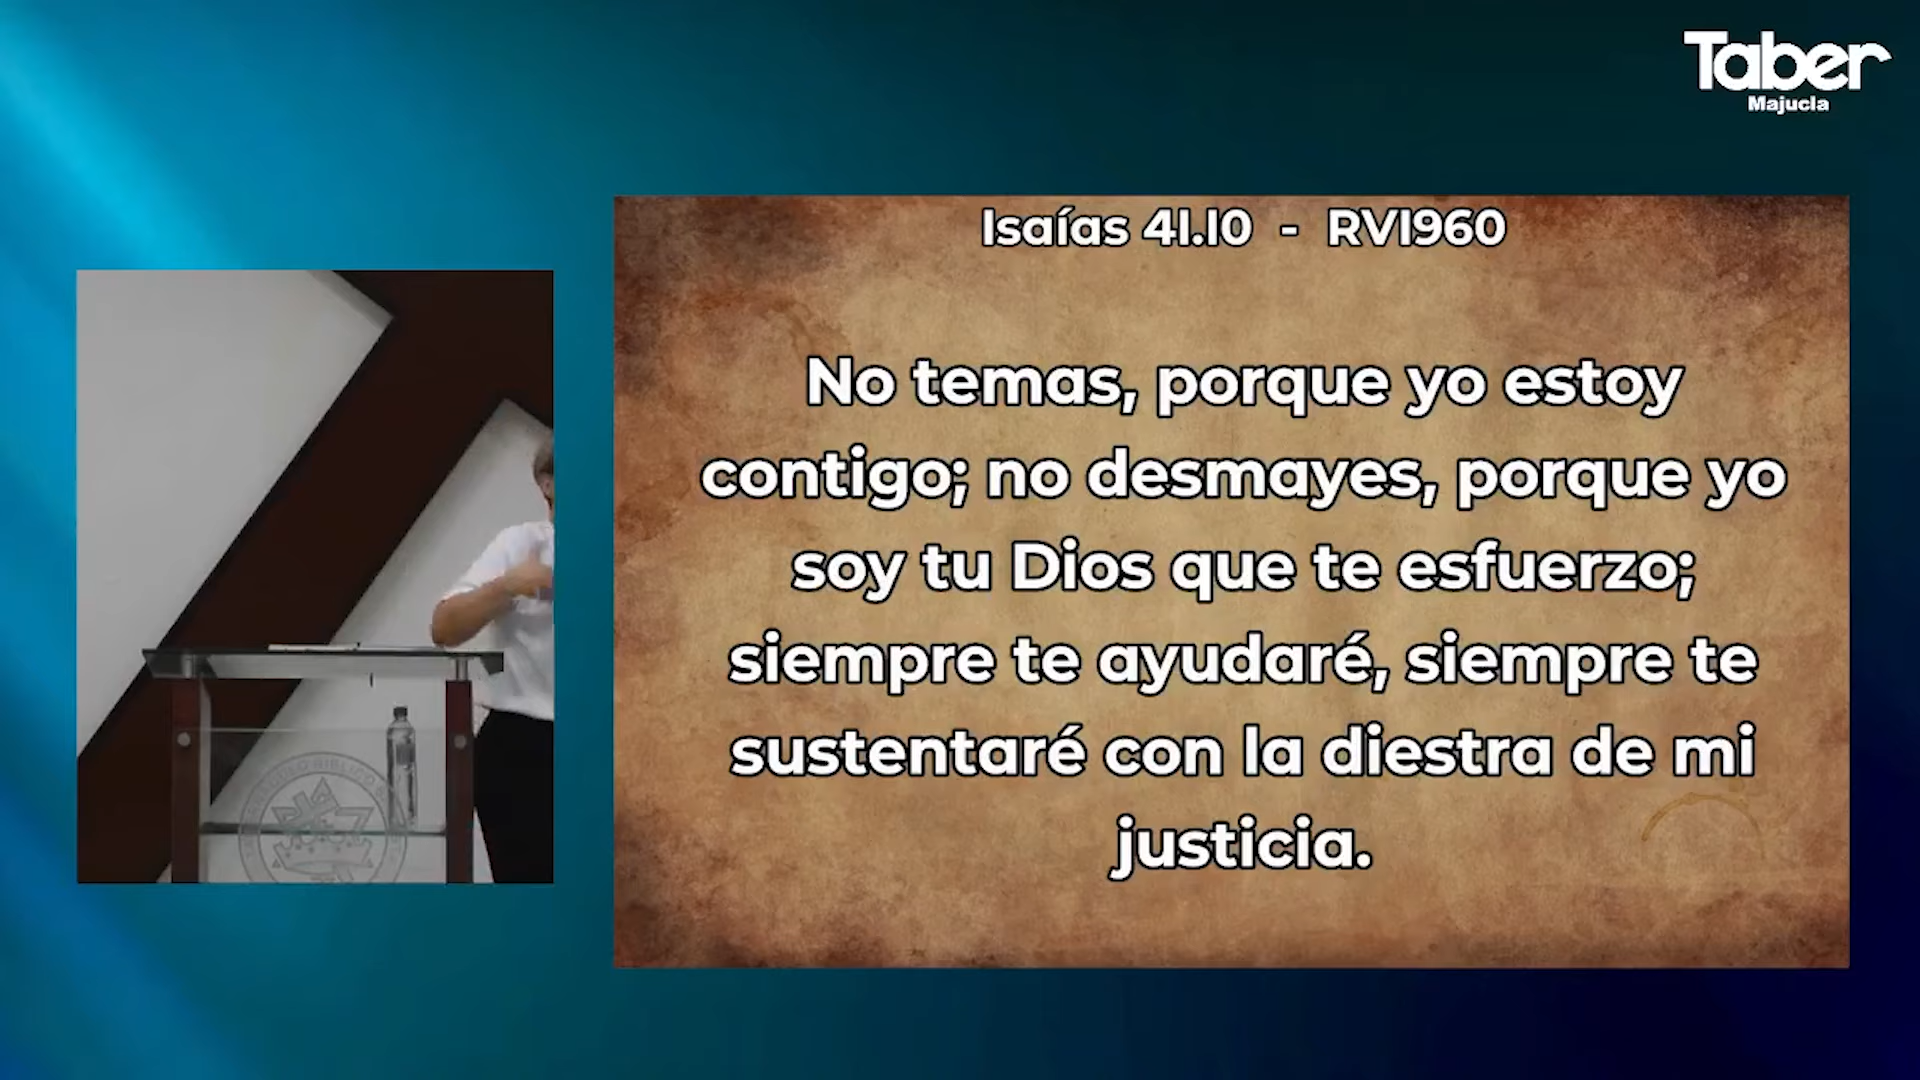 Taber
Majucla
Isaías 41.10 - RV1960
No temas, porque yo estoy
contigo; no desmayes, porque yo
soy tu Dios que te esfuerzo;
siempre te ayudaré, siempre te
sustentaré con la diestra de mi
justicia.
BÍBLICO